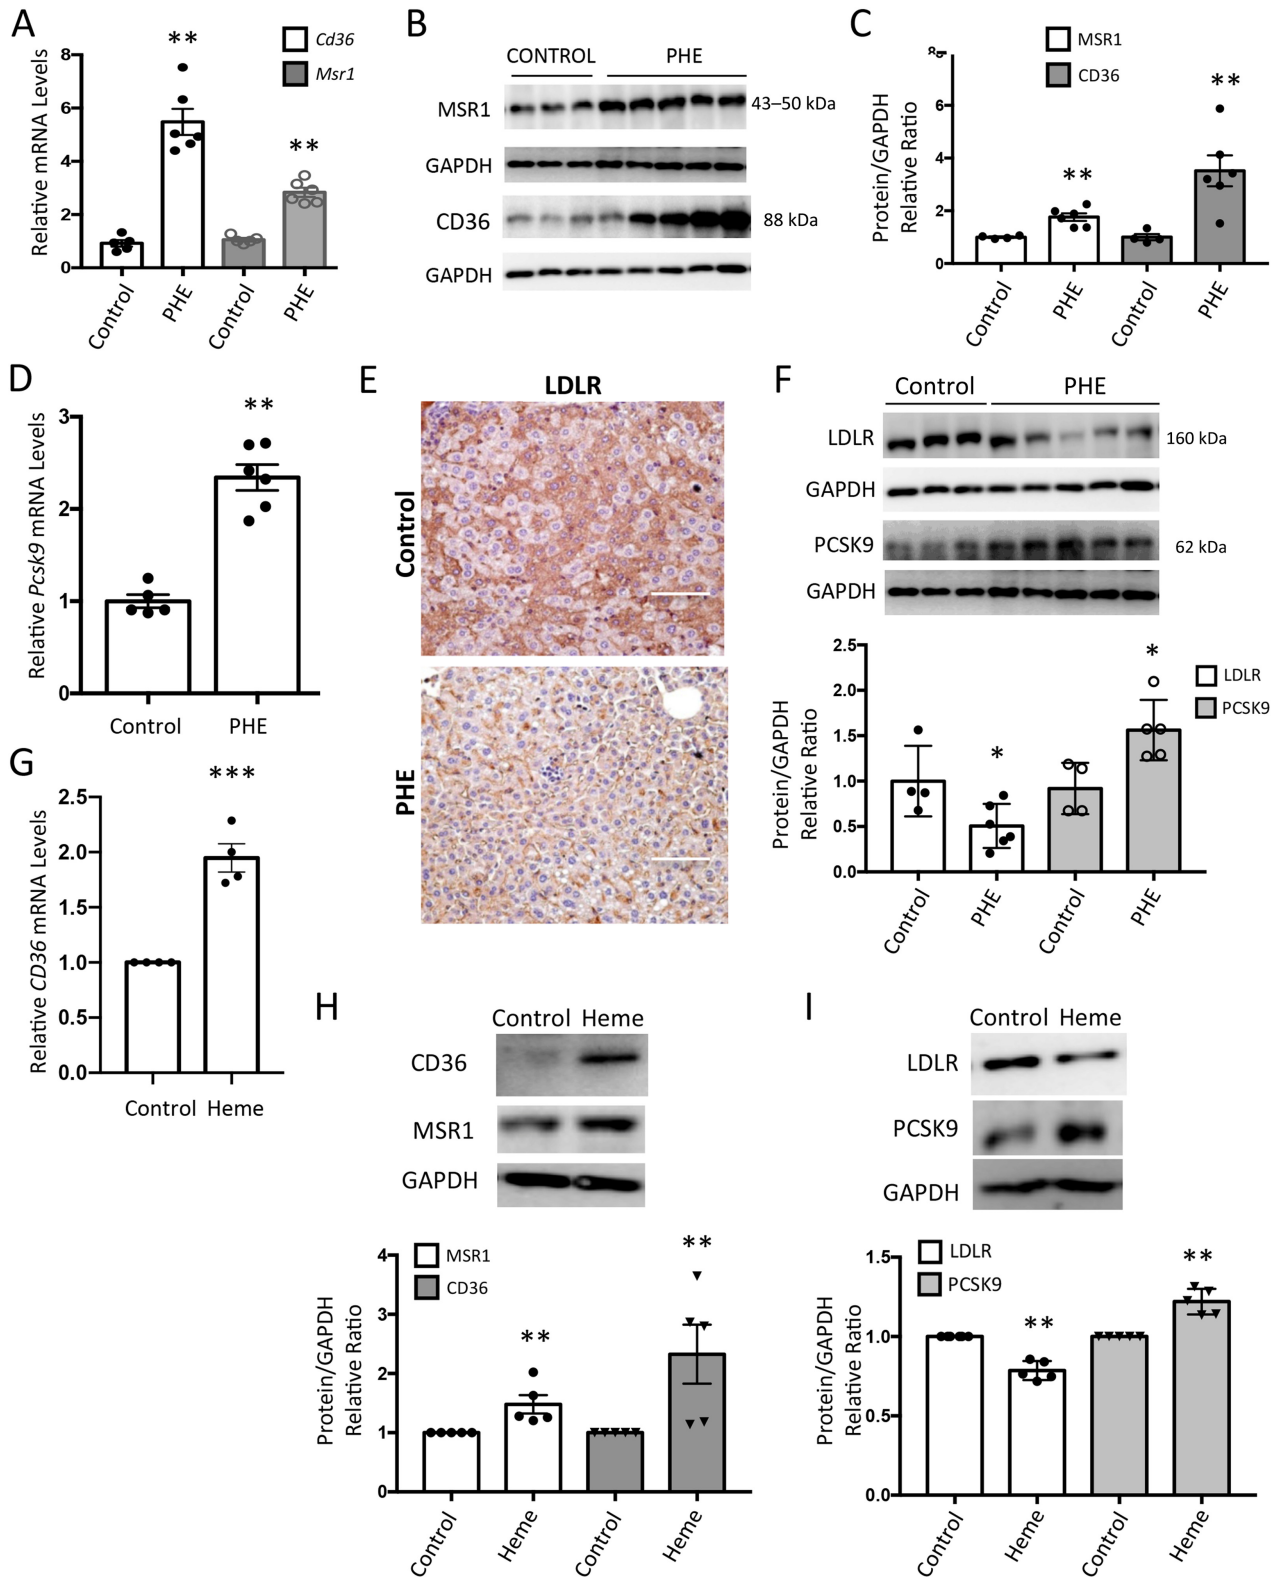 A
Relative mRNA Levels
8
6
4
2
0
**
**
Cd36
Msr1
Control
PHE
Control
PHE
B
CONTROL
PHE
MSR1
43–50 kDa
GAPDH
CD36
88 kDa
GAPDH
C
Protein/GAPDH
Relative Ratio
8
6
4
2
0
MSR1
CD36
**
**
Control
PHE
Control
PHE
D
Relative Pcsk9 mRNA Levels
3
2
1
0
**
Control
PHE
E
LDLR
Control
PHE
F
Control
PHE
LDLR
160 kDa
GAPDH
PCSK9
62 kDa
GAPDH
Protein/GAPDH
Relative Ratio
2.5
2.0
1.5
1.0
0.5
0.0
*
*
LDLR
PCSK9
Control
PHE
Control
PHE
G
Relative CD36 mRNA Levels
2.5
2.0
1.5
1.0
0.5
0.0
***
Control
Heme
H
Control
Heme
CD36
MSR1
GAPDH
Protein/GAPDH
Relative Ratio
4
3
2
1
0
MSR1
CD36
**
**
Control
Heme
Control
Heme
I
Control
Heme
LDLR
PCSK9
GAPDH
Protein/GAPDH
Relative Ratio
1.5
1.0
0.5
0.0
LDLR
PCSK9
**
**
Control
Heme
Control
Heme